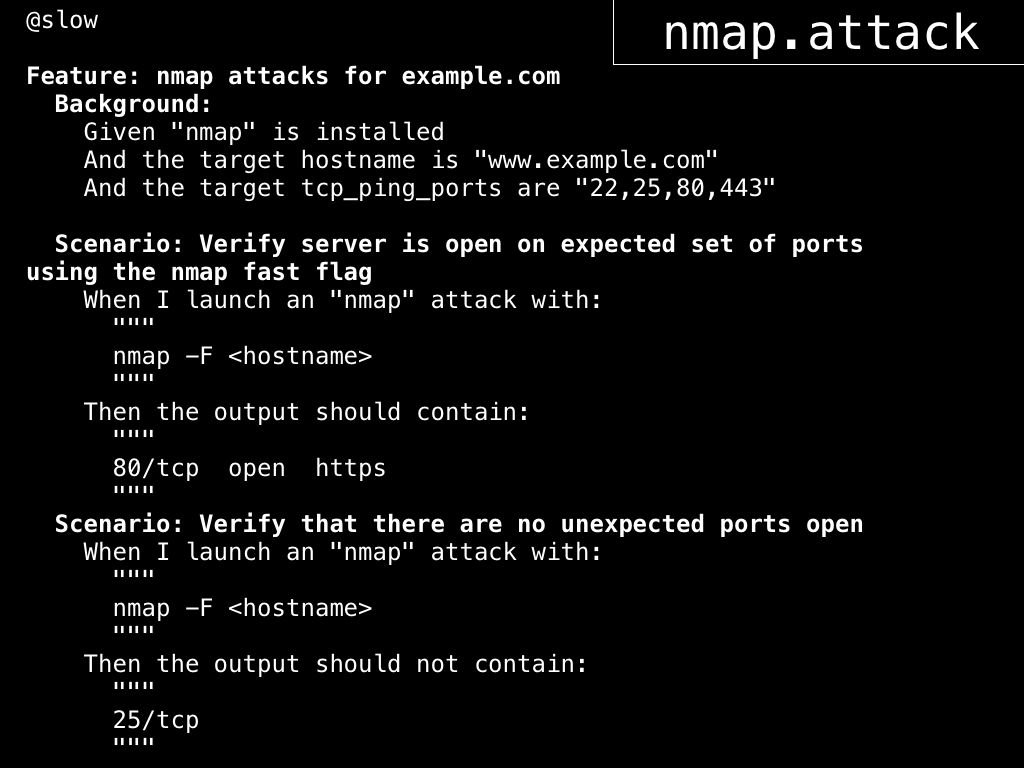 @slow
nmap.attack
Feature: nmap attacks for example.com
Background:
Given "nmap" is installed
And the target hostname is "www.example.com"
And the target tcp_ping_ports are "22,25,80,443"
Scenario: Verify server is open on expected set of ports
using the nmap fast flag
When I launch an "nmap" attack with:
"""
nmap -F <hostname>
"""
Then the output should contain:
"""
80/tcp  open  https
"""
Scenario: Verify that there are no unexpected ports open
When I launch an "nmap" attack with:
"""
nmap -F <hostname>
"""
Then the output should not contain:
"""
25/tcp
"""